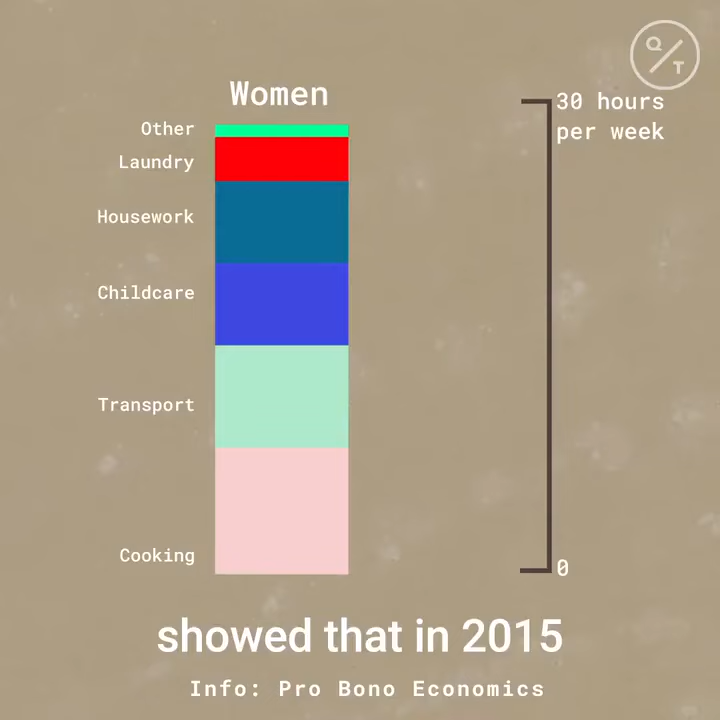 Q
T
Women
30 hours
per week
Other
Laundry
Housework
Childcare
Transport
Cooking
0
showed that in 2015
Info: Pro Bono Economics